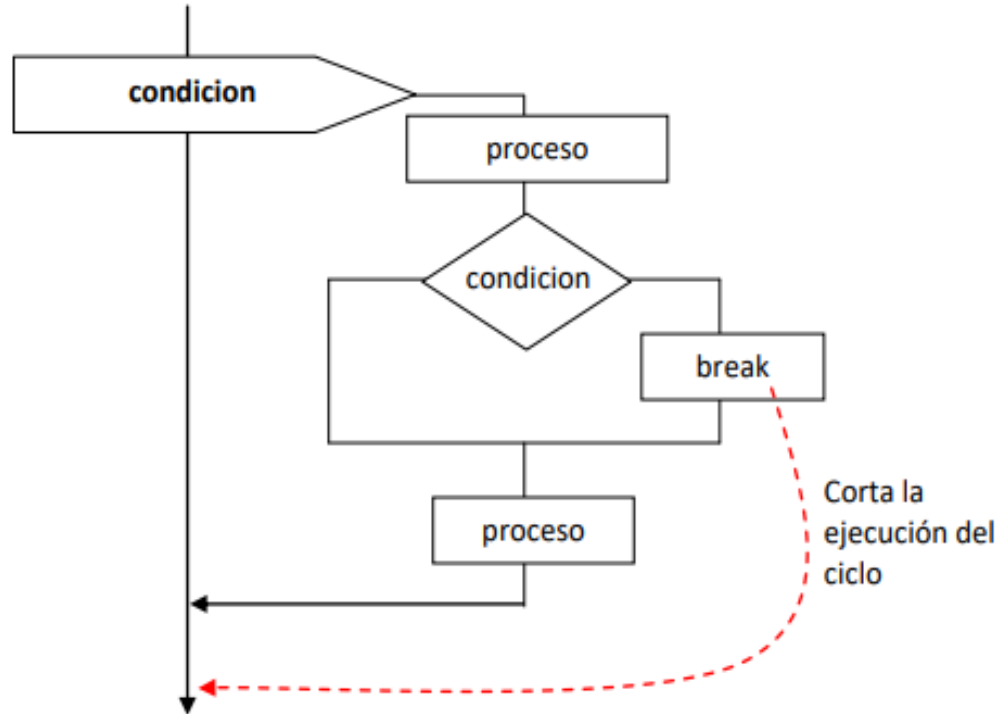 condicion
proceso
condicion
break
Corta la
ejecución del
ciclo
proceso